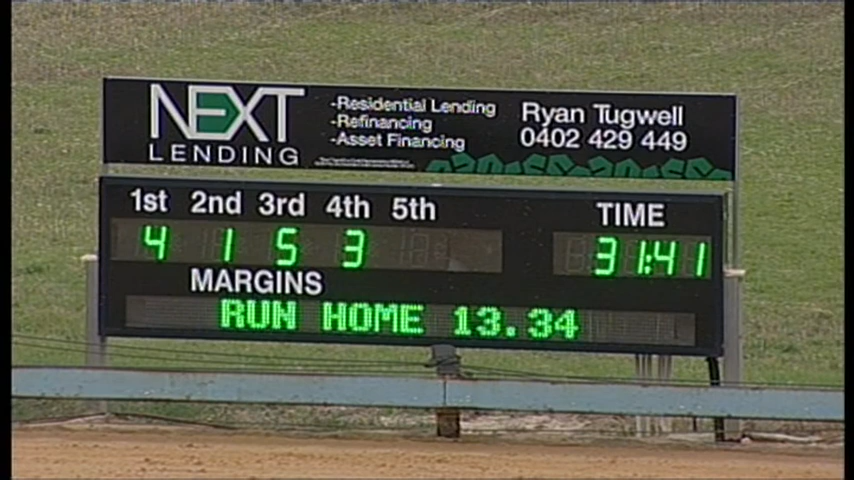 NEXT
LENDING
-Residential Lending
-Refinancing
-Asset Financing
Ryan Tugwell
0402 429 449
1st 2nd 3rd 4th 5th TIME
4 1 5 3 31:41
MARGINS
RUN HOME 13.34